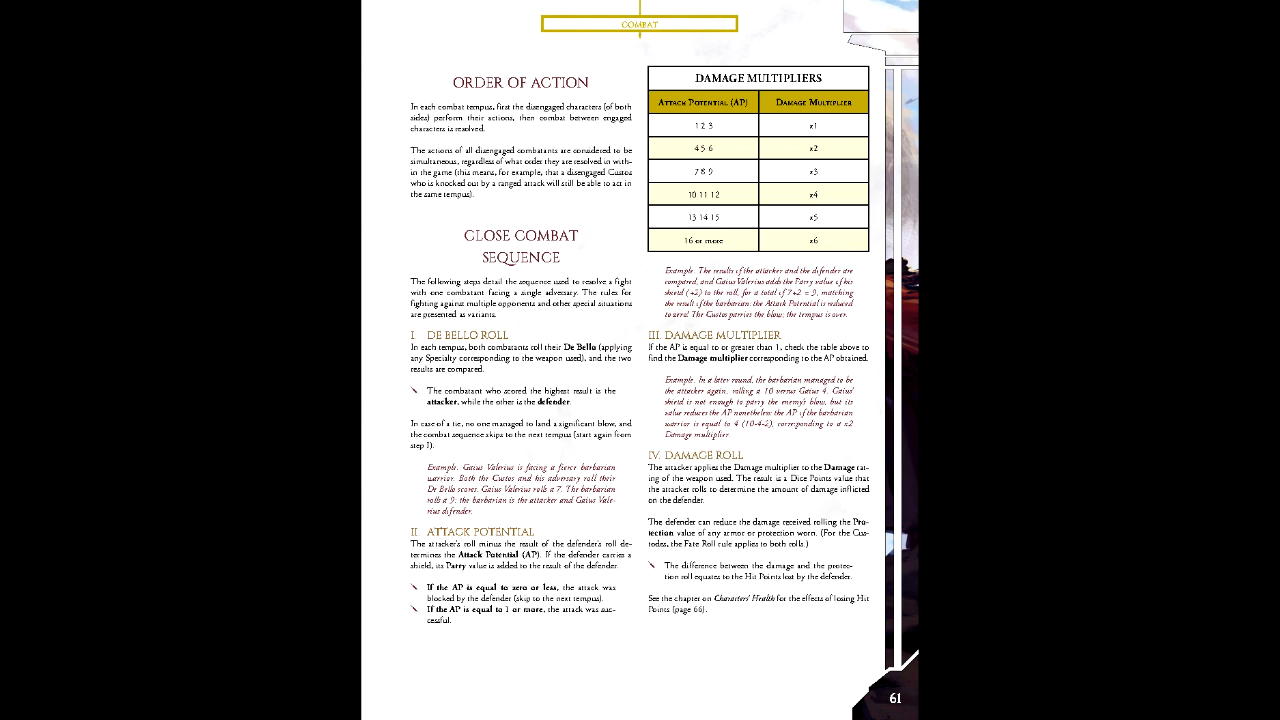 COMBAT
ORDER OF ACTION
In each combat tempus, first the disengaged characters (of both
sides) perform their actions, then combat between engaged
characters is resolved.
The actions of all disengaged combatants are considered to be
simultaneous, regardless of what order they are resolved in with-
in the game (this means, for example, that a disengaged Custos
who is knocked out by a ranged attack will still be able to act in
the same tempus).
CLOSE COMBAT
SEQUENCE
The following steps detail the sequence used to resolve a fight
with one combatant facing a single adversary. The rules for
fighting against multiple opponents and other special situations
are presented as variants.
I. DE BELLO ROLL
In each tempus, both combatants roll their De Bello (applying
any Specialty corresponding to the weapon used), and the two
results are compared.
The combatant who scored the highest result is the
attacker, while the other is the defender.
In case of a tie, no one managed to land a significant blow, and
the combat sequence skips to the next tempus (start again from
step I).
Example. Gaius Valerius is facing a fierce barbarian
warrior. Both the Custos and his adversary roll their
De Bello scores. Gaius Valerius rolls a 7. The barbarian
rolls a 9: the barbarian is the attacker and Gaius Vale-
rius defender.
II. ATTACK POTENTIAL
The attacker's roll minus the result of the defender's roll de-
termines the Attack Potential (AP). If the defender carries a
shield, its Parry value is added to the result of the defender.
If the AP is equal to zero or less, the attack was
blocked by the defender (skip to the next tempus).
If the AP is equal to 1 or more, the attack was suc-
cessful.
DAMAGE MULTIPLIERS
Attack Potential (AP) Damage Multiplier
1 2 3 x1
4 5 6 x2
7 8 9 x3
10 11 12 x4
13 14 15 x5
16 or more x6
Example. The results of the attacker and the defender are
compared, and Gaius Valerius adds the Parry value of his
shield (+2) to the roll, for a total of 7+2 = 9, matching
the result of the barbarian: the Attack Potential is reduced
to zero! The Custos parries the blow; the tempus is over.
III. DAMAGE MULTIPLIER
If the AP is equal to or greater than 1, check the table above to
find the Damage multiplier corresponding to the AP obtained.
Example. In a later round, the barbarian managed to be
the attacker again, rolling a 10 versus Gaius 4. Gaius'
shield is not enough to parry the enemy's blow, but its
value reduces the AP nonetheless: the AP of the barbarian
warrior is equal to 4 (10-4-2), corresponding to a x2
Damage multiplier.
IV. DAMAGE ROLL
The attacker applies the Damage multiplier to the Damage rat-
ing of the weapon used. The result is a Dice Points value that
the attacker rolls to determine the amount of damage inflicted
on the defender.
The defender can reduce the damage received rolling the Pro-
tection value of any armor or protection worn. (For the Cus-
todes, the Fate Roll rule applies to both rolls.)
The difference between the damage and the protec-
tion roll equates to the Hit Points lost by the defender.
See the chapter on Characters' Health for the effects of losing Hit
Points (page 66).
61